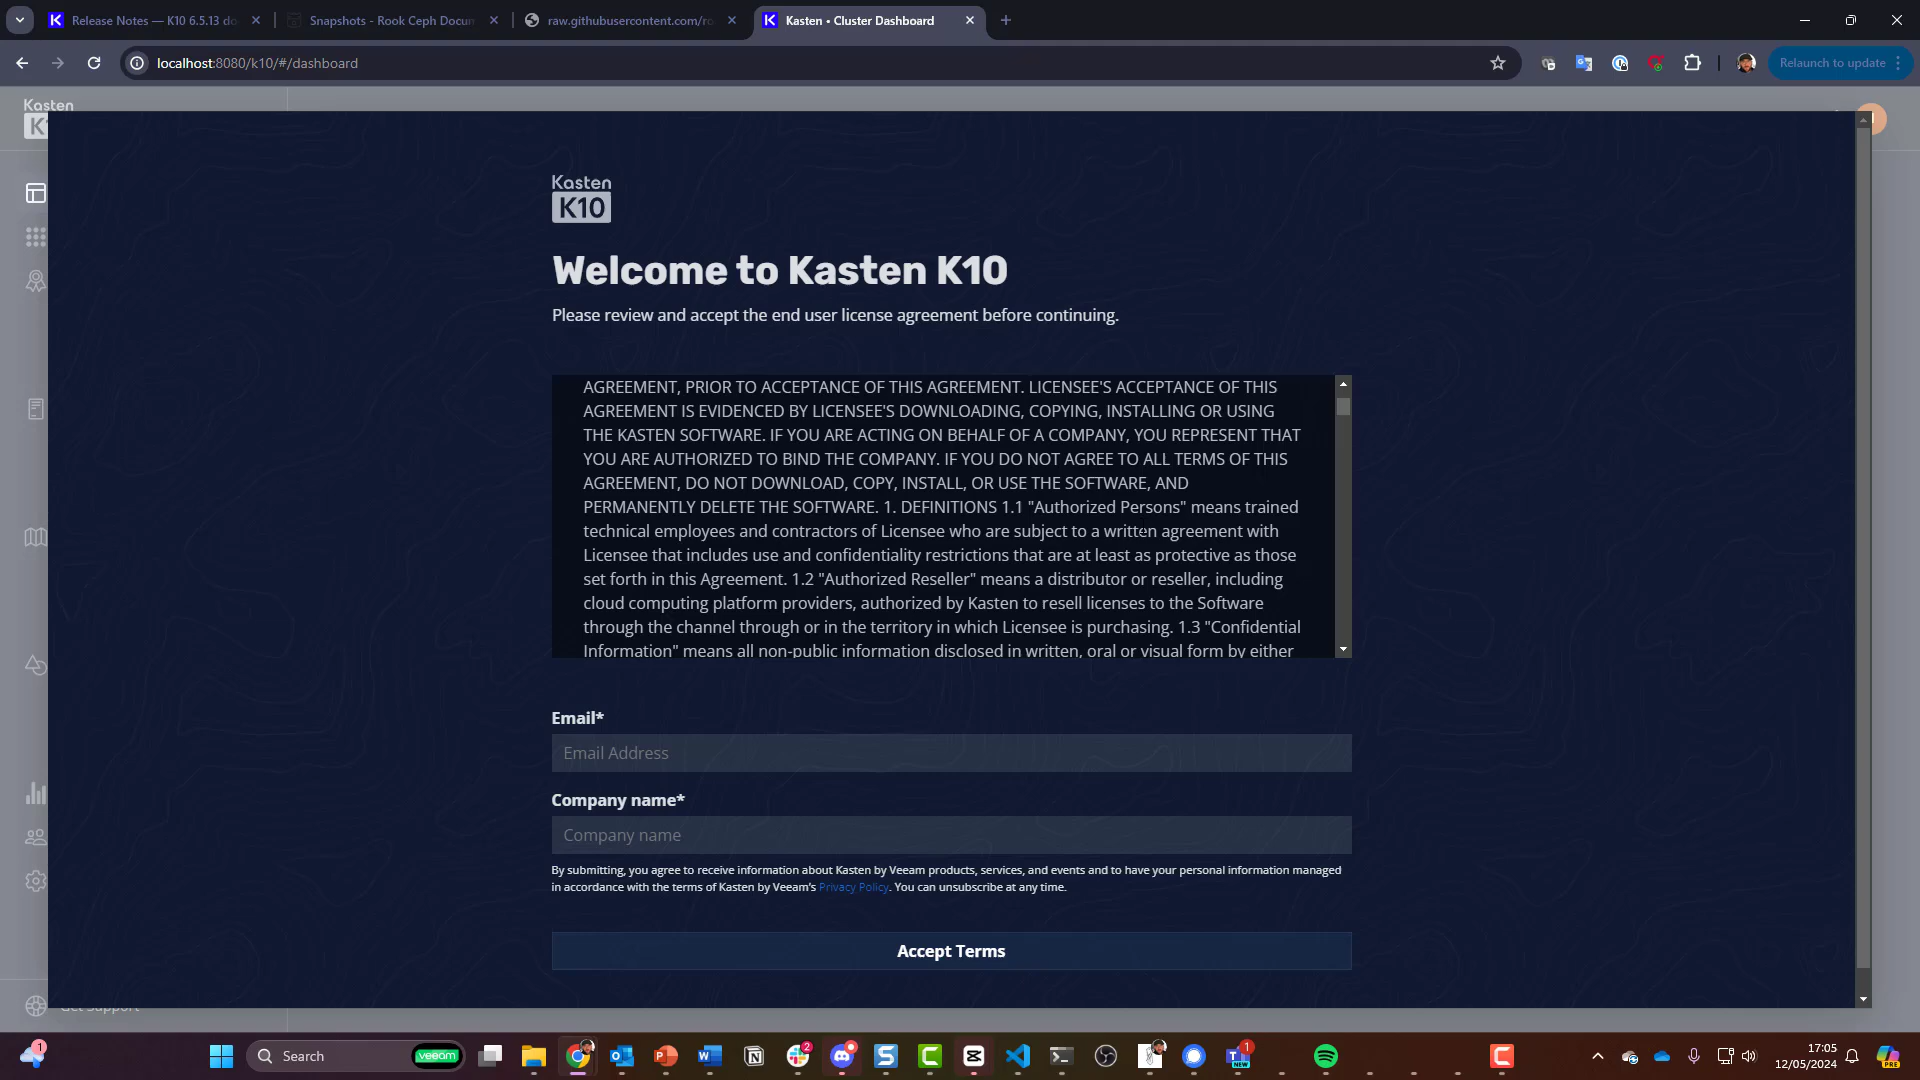 Release Notes — K10 6.5.13 do
Snapshots - Rook Ceph Docum
raw.githubusercontent.com/ro
Kasten • Cluster Dashboard
localhost:8080/k10/#/dashboard
Relaunch to update
Kasten
K
Kasten
K10
Welcome to Kasten K10
Please review and accept the end user license agreement before continuing.
AGREEMENT, PRIOR TO ACCEPTANCE OF THIS AGREEMENT. LICENSEE'S ACCEPTANCE OF THIS
AGREEMENT IS EVIDENCED BY LICENSEE'S DOWNLOADING, COPYING, INSTALLING OR USING
THE KASTEN SOFTWARE. IF YOU ARE ACTING ON BEHALF OF A COMPANY, YOU REPRESENT THAT
YOU ARE AUTHORIZED TO BIND THE COMPANY. IF YOU DO NOT AGREE TO ALL TERMS OF THIS
AGREEMENT, DO NOT DOWNLOAD, COPY, INSTALL, OR USE THE SOFTWARE, AND
PERMANENTLY DELETE THE SOFTWARE. 1. DEFINITIONS 1.1 "Authorized Persons" means trained
technical employees and contractors of Licensee who are subject to a written agreement with
Licensee that includes use and confidentiality restrictions that are at least as protective as those
set forth in this Agreement. 1.2 "Authorized Reseller" means a distributor or reseller, including
cloud computing platform providers, authorized by Kasten to resell licenses to the Software
through the channel through or in the territory in which Licensee is purchasing. 1.3 "Confidential
Information" means all non-public information disclosed in written, oral or visual form by either
Email*
Email Address
Company name*
Company name
By submitting, you agree to receive information about Kasten by Veeam products, services, and events and to have your personal information managed
in accordance with the terms of Kasten by Veeam's Privacy Policy. You can unsubscribe at any time.
Accept Terms
Get Support
1
Search
veeam
2
1
NEW
17:05
12/05/2024
PRE